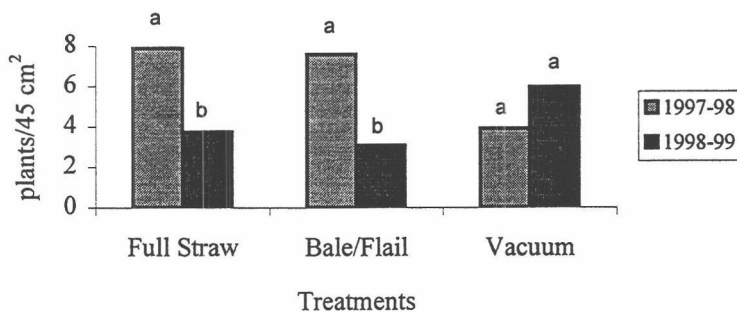 a
a
8
a
plants/45 cm²
6
b
a
1997-98
4
b
1998-99
2
0
Full Straw
Bale/Flail
Vacuum
Treatments